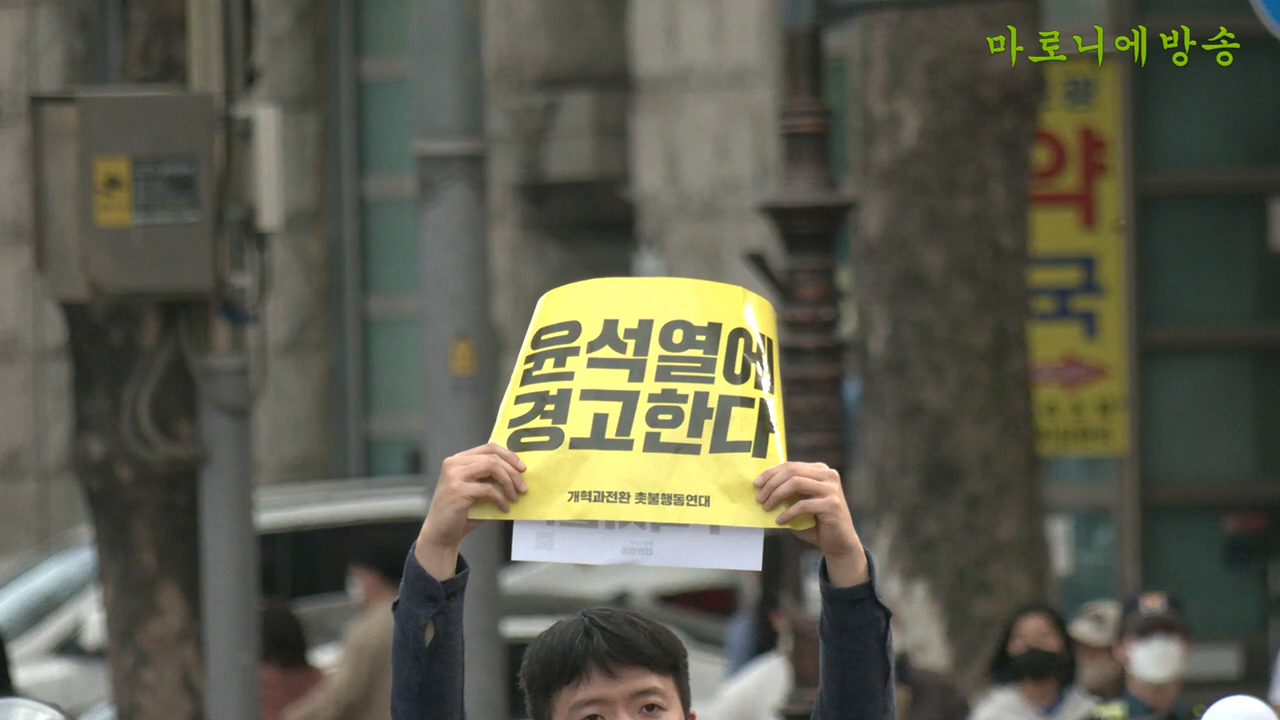 마로니에방송
약
국
윤석열에
경고한다
개혁과전환 촛불행동연대